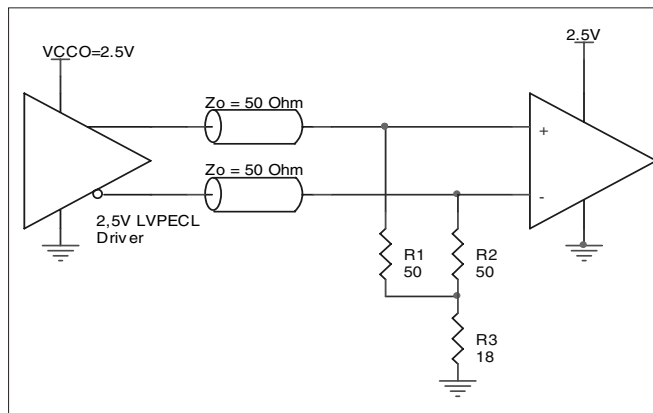 VCCO=2.5V
2.5V
Zo = 50 Ohm
+
Zo = 50 Ohm
-
2,5V LVPECL
Driver
R1
50
R2
50
R3
18